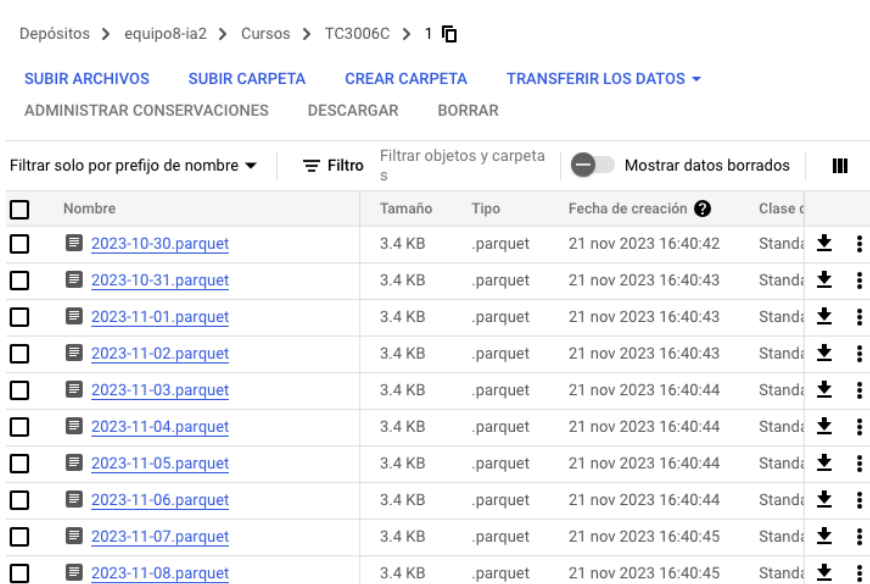 Depósitos > equipo8-ia2 > Cursos > TC3006C > 1
SUBIR ARCHIVOS SUBIR CARPETA CREAR CARPETA TRANSFERIR LOS DATOS
ADMINISTRAR CONSERVACIONES DESCARGAR BORRAR
Filtrar solo por prefijo de nombre Filtro Filtrar objetos y carpeta
s Mostrar datos borrados
Nombre Tamaño Tipo Fecha de creación ? Clase d
2023-10-30.parquet 3.4 KB .parquet 21 nov 2023 16:40:42 Standa
2023-10-31.parquet 3.4 KB .parquet 21 nov 2023 16:40:43 Standa
2023-11-01.parquet 3.4 KB .parquet 21 nov 2023 16:40:43 Standa
2023-11-02.parquet 3.4 KB .parquet 21 nov 2023 16:40:43 Standa
2023-11-03.parquet 3.4 KB .parquet 21 nov 2023 16:40:44 Standa
2023-11-04.parquet 3.4 KB .parquet 21 nov 2023 16:40:44 Standa
2023-11-05.parquet 3.4 KB .parquet 21 nov 2023 16:40:44 Standa
2023-11-06.parquet 3.4 KB .parquet 21 nov 2023 16:40:44 Standa
2023-11-07.parquet 3.4 KB .parquet 21 nov 2023 16:40:45 Standa
2023-11-08.parquet 3.4 KB .parquet 21 nov 2023 16:40:45 Standa